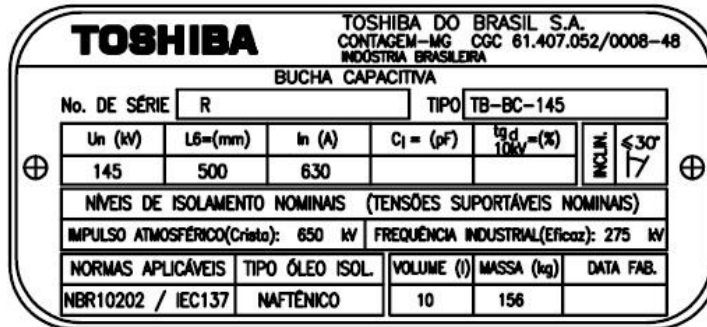 TOSHIBA
TOSHIBA DO BRASIL S.A.
CONTAGEM-MG CGC 61.407.052/0008-48
INDÚSTRIA BRASILEIRA
BUCHA CAPACITIVA
No. DE SÉRIE R TIPO TB-BC-145
Un (kV) L6=(mm) In (A) C1 = (pF) tg d 10kV =(%) INCLIN. ≤30°
145 500 630
NÍVEIS DE ISOLAMENTO NOMINAIS (TENSÕES SUPORTÁVEIS NOMINAIS)
IMPULSO ATMOSFÉRICO(Crista): 650 kV FREQUÊNCIA INDUSTRIAL(Eficaz): 275 kV
NORMAS APLICÁVEIS TIPO ÓLEO ISOL. VOLUME (l) MASSA (kg) DATA FAB.
NBR10202 / IEC137 NAFTÊNICO 10 156